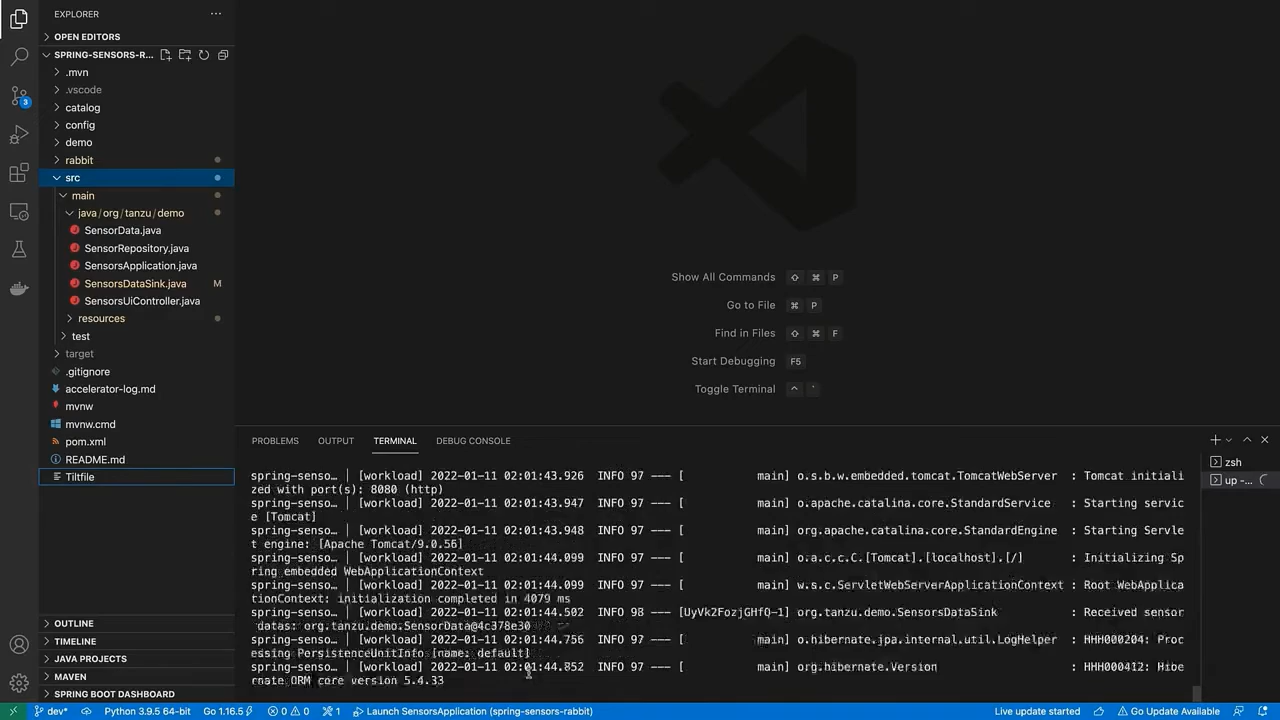 EXPLORER
OPEN EDITORS
SPRING-SENSORS-R...
.mvn
.vscode
catalog
config
demo
rabbit
src
main
java/org/tanzu/demo
SensorData.java
SensorRepository.java
SensorsApplication.java
SensorsDataSink.java M
SensorsUiController.java
resources
test
target
.gitignore
accelerator-log.md
mvnw
mvnw.cmd
pom.xml
README.md
Tiltfile
OUTLINE
TIMELINE
JAVA PROJECTS
MAVEN
SPRING BOOT DASHBOARD
3
Show All Commands ⇧ ⌘ P
Go to File ⌘ P
Find in Files ⇧ ⌘ F
Start Debugging F5
Toggle Terminal ^ `
PROBLEMS OUTPUT TERMINAL DEBUG CONSOLE
spring-senso… | [workload] 2022-01-11 02:01:43.926 INFO 97 --- [ main] o.s.b.w.embedded.tomcat.TomcatWebServer : Tomcat initiali
zed with port(s): 8080 (http)
spring-senso… | [workload] 2022-01-11 02:01:43.947 INFO 97 --- [ main] o.apache.catalina.core.StandardService : Starting servic
e [Tomcat]
spring-senso… | [workload] 2022-01-11 02:01:43.948 INFO 97 --- [ main] org.apache.catalina.core.StandardEngine : Starting Servle
t engine: [Apache Tomcat/9.0.56]
spring-senso… | [workload] 2022-01-11 02:01:44.099 INFO 97 --- [ main] o.a.c.c.C.[Tomcat].[localhost].[/] : Initializing Sp
ring embedded WebApplicationContext
spring-senso… | [workload] 2022-01-11 02:01:44.099 INFO 97 --- [ main] w.s.c.ServletWebServerApplicationContext : Root WebApplica
tionContext: initialization completed in 4079 ms
spring-senso… | [workload] 2022-01-11 02:01:44.502 INFO 98 --- [UyVk2FozjGHfQ-1] org.tanzu.demo.SensorsDataSink : Received sensor
datas: org.tanzu.demo.SensorData@4c378e30
spring-senso… | [workload] 2022-01-11 02:01:44.756 INFO 97 --- [ main] o.hibernate.jpa.internal.util.LogHelper : HHH000204: Proc
essing PersistenceUnitInfo [name: default]
spring-senso… | [workload] 2022-01-11 02:01:44.852 INFO 97 --- [ main] org.hibernate.Version : HHH000412: Hibe
rnate ORM core version 5.4.33
zsh
up -...
dev* Python 3.9.5 64-bit Go 1.16.5 0 0 1 Launch SensorsApplication (spring-sensors-rabbit) Live update started Go Update Available